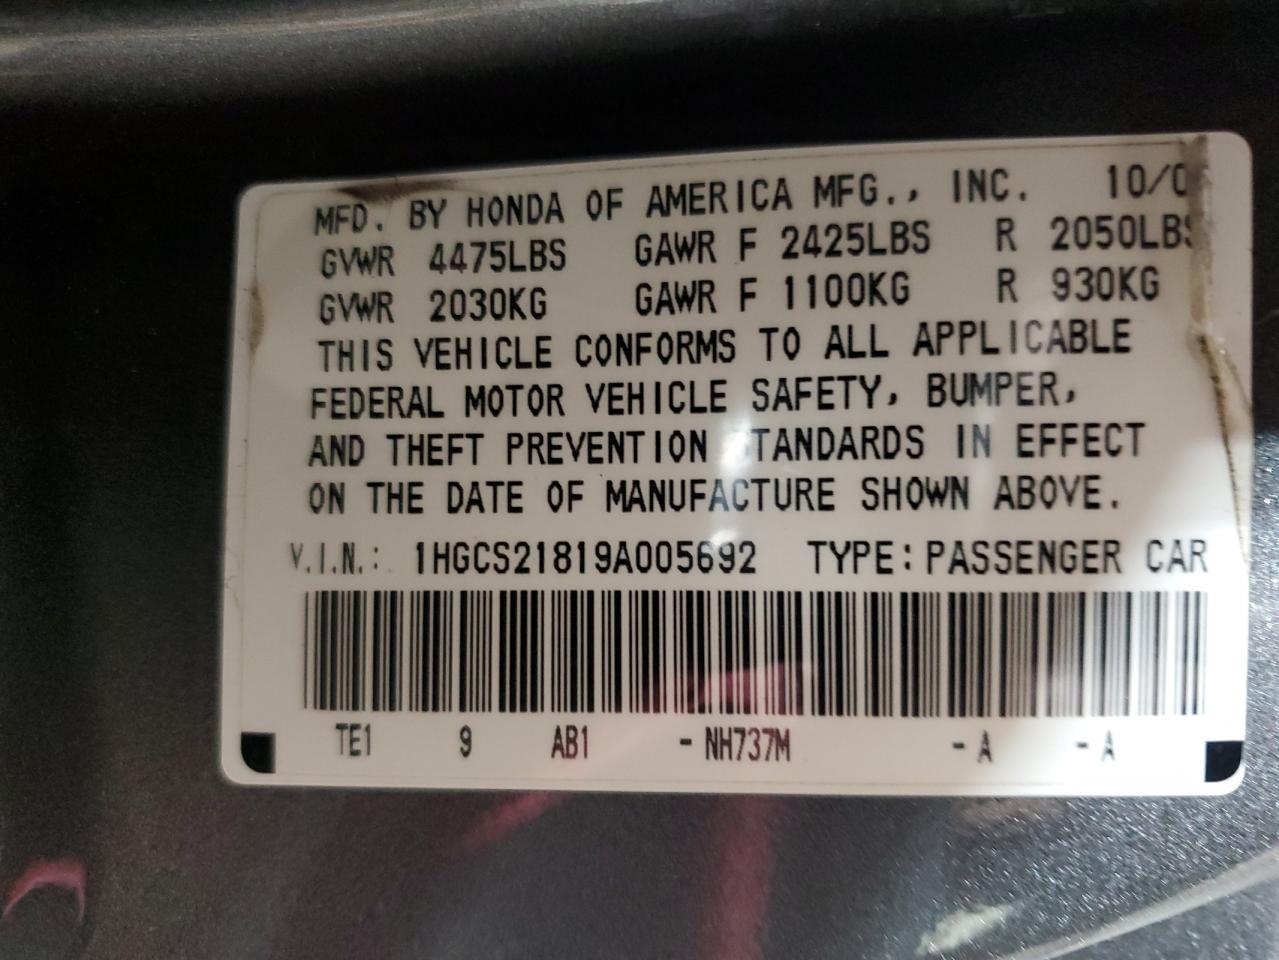 MFD. BY HONDA OF AMERICA MFG., INC.
GVWR 4475LBS GAWR F 2425LBS R 2050LBS
GVWR 2030KG GAWR F 1100KG R 930KG
THIS VEHICLE CONFORMS TO ALL APPLICABLE
FEDERAL MOTOR VEHICLE SAFETY, BUMPER,
AND THEFT PREVENTION STANDARDS IN EFFECT
ON THE DATE OF MANUFACTURE SHOWN ABOVE.
V.I.N.: 1HGCS21819A005692 TYPE: PASSENGER CAR
TE1 9 AB1 - NH737M - A - A